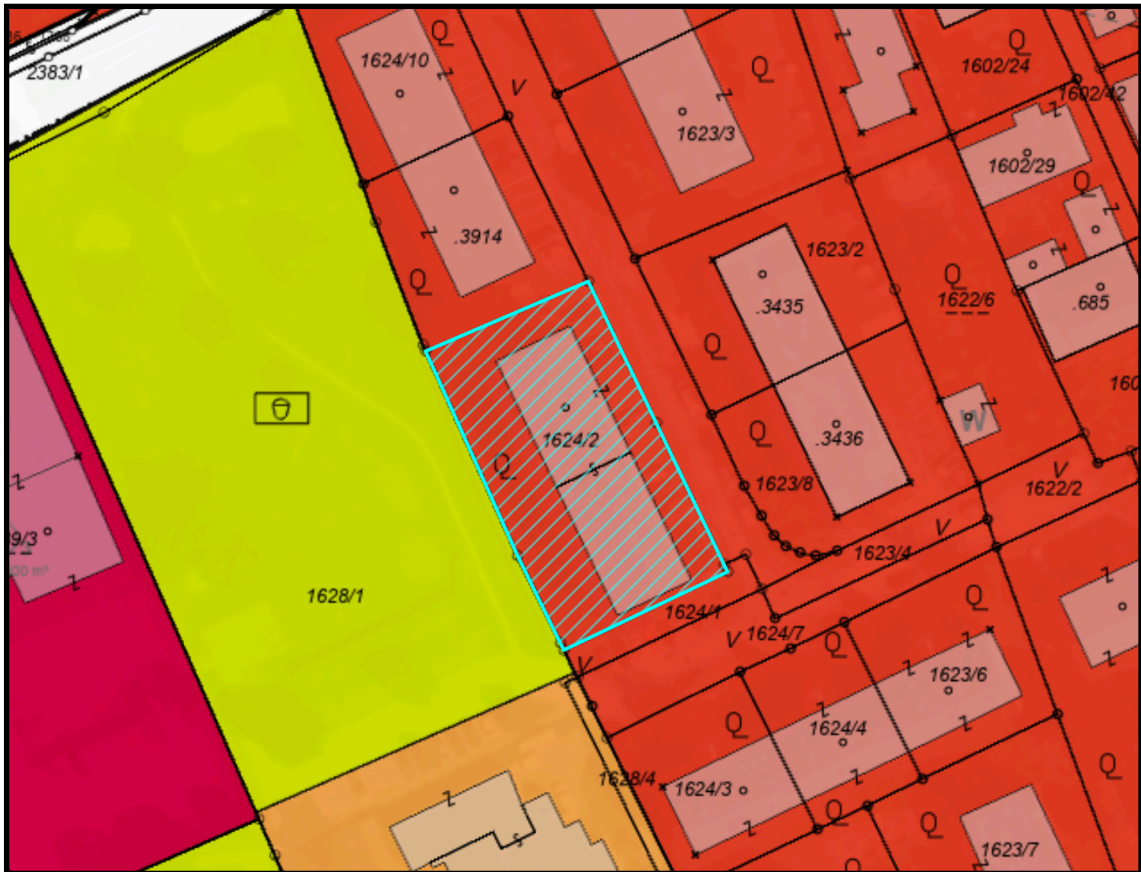 2383/1
1624/10
Q
V
1623/3
Q
Q
1602/24
1602/42
1602/29
Q
.3914
Q
1623/2
.3435
Q
1622/6
.685
Q
1624/2
Q
.3436
Q
1623/8
W
V
1622/2
V
1623/4
1628/1
1624/1
V
1624/7
V
Q
Q
1623/6
Q
1624/4
1628/4
1624/3
Q
Q
Q
1623/7
Q